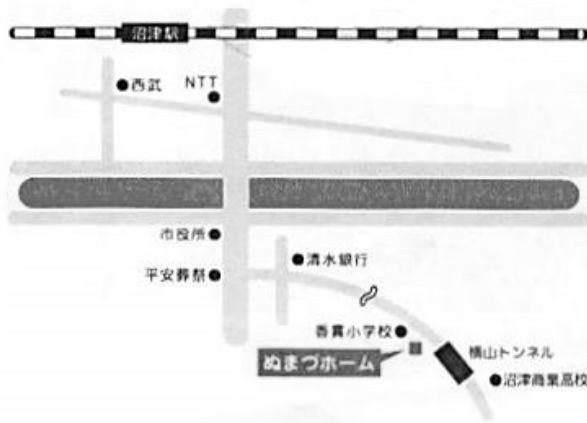 沼津駅
西武
NTT
市役所
平安葬祭
清水銀行
香貫小学校
ぬまづホーム
横山トンネル
沼津商業高校